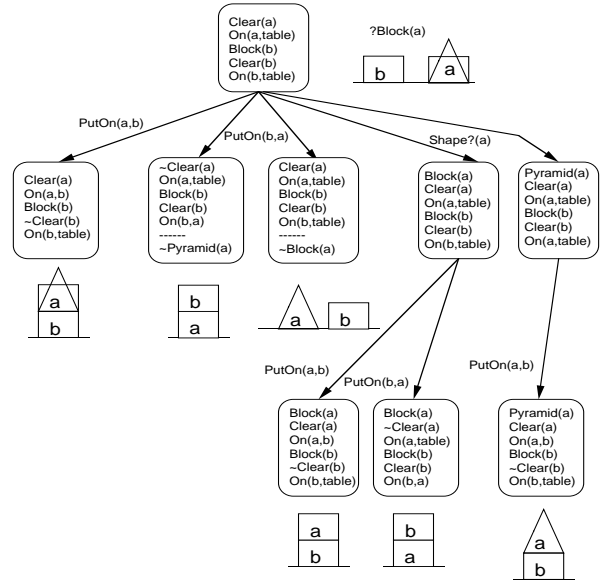 Clear(a)
On(a,table)
Block(b)
Clear(b)
On(b,table)
?Block(a)
b
a
PutOn(a,b)
PutOn(b,a)
Shape?(a)
Clear(a)
On(a,b)
Block(b)
~Clear(b)
On(b,table)
~Clear(a)
On(a,table)
Block(b)
Clear(b)
On(b,a)
------
~Pyramid(a)
Clear(a)
On(a,table)
Block(b)
Clear(b)
On(b,table)
------
~Block(a)
Block(a)
Clear(a)
On(a,table)
Block(b)
Clear(b)
On(b,table)
Pyramid(a)
Clear(a)
On(a,table)
Block(b)
Clear(b)
On(a,table)
a
b
b
a
a
b
PutOn(a,b)
PutOn(b,a)
PutOn(a,b)
Block(a)
Clear(a)
On(a,b)
Block(b)
~Clear(b)
On(b,table)
Block(a)
~Clear(a)
On(a,table)
Block(b)
Clear(b)
On(b,a)
Pyramid(a)
Clear(a)
On(a,b)
Block(b)
~Clear(b)
On(b,table)
a
b
b
a
a
b